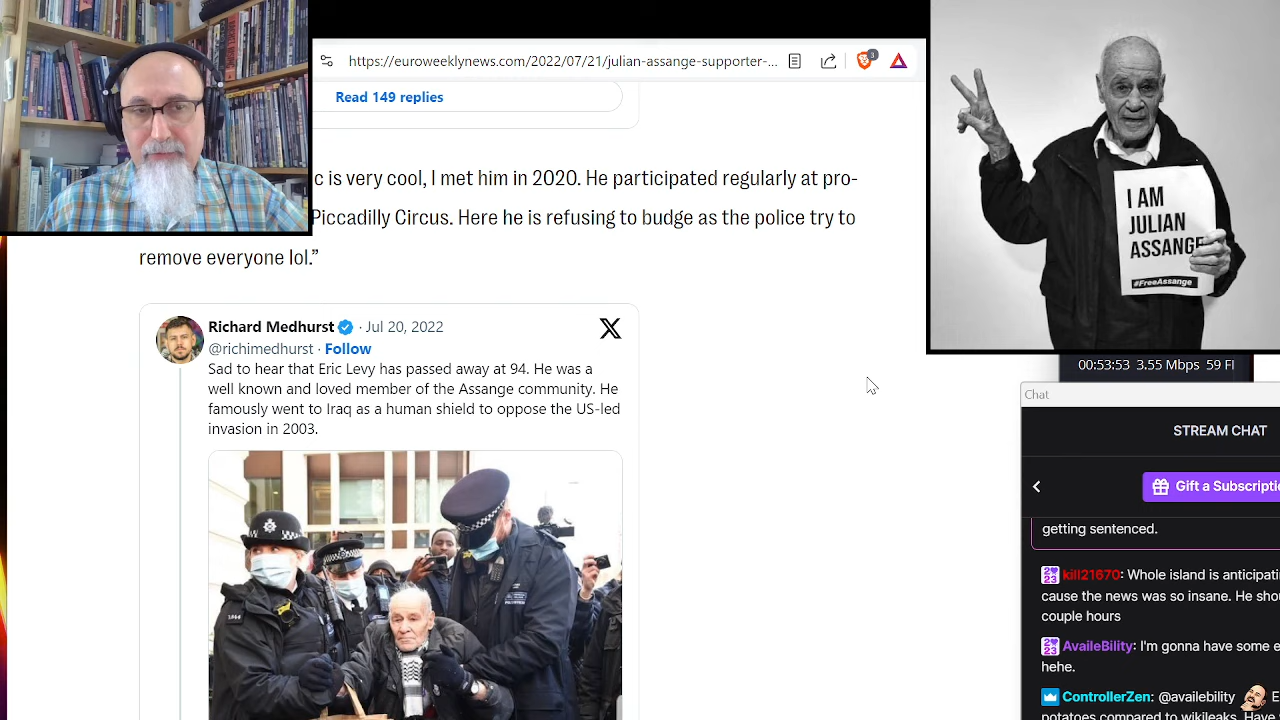 https://euroweeklynews.com/2022/07/21/julian-assange-supporter-...
3
Read 149 replies
c is very cool, I met him in 2020. He participated regularly at pro-
Piccadilly Circus. Here he is refusing to budge as the police try to
remove everyone lol.”
Richard Medhurst · Jul 20, 2022
@richimedhurst · Follow
Sad to hear that Eric Levy has passed away at 94. He was a
well known and loved member of the Assange community. He
famously went to Iraq as a human shield to oppose the US-led
invasion in 2003.
I AM
JULIAN
ASSANGE
#FreeAssange
00:53:53 3.55 Mbps 59 FI
Chat
STREAM CHAT
Gift a Subscripti
getting sentenced.
kill21670: Whole island is anticipati
cause the news was so insane. He sho
couple hours
AvaileBility: I'm gonna have some e
hehe.
ControllerZen: @availebility E
potatoes compared to wikileaks. Have